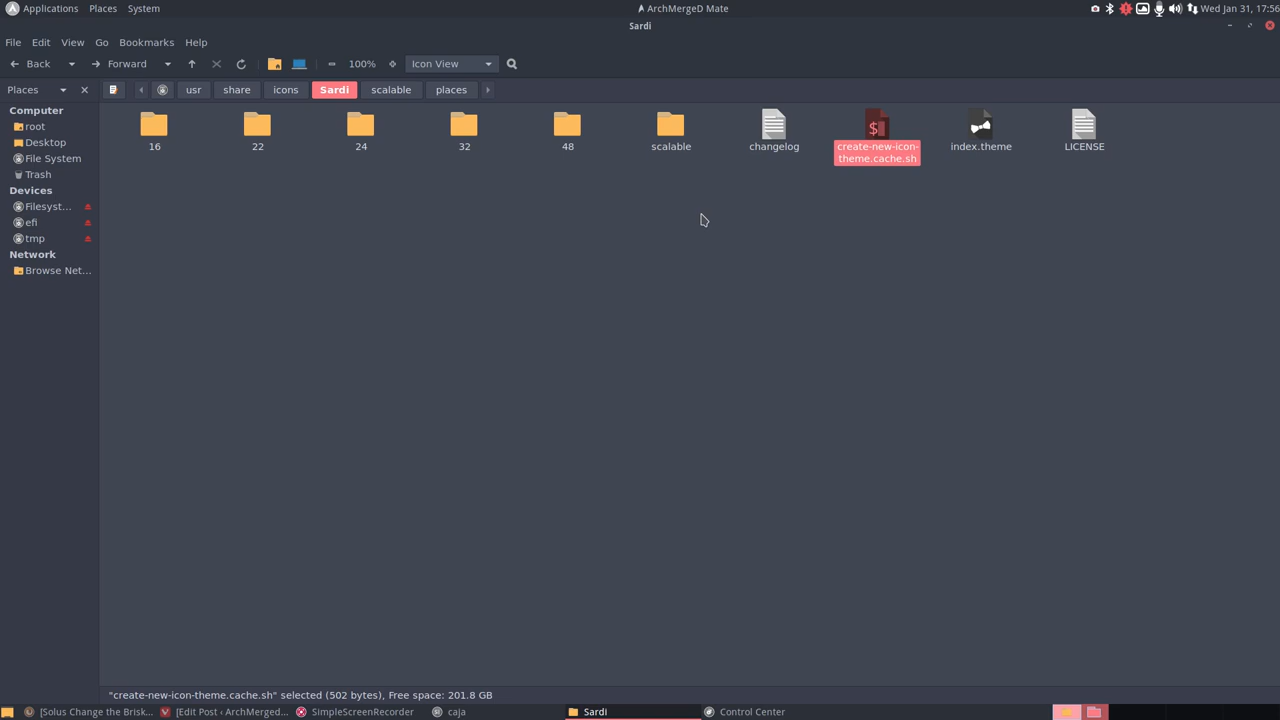 Applications Places System ArchMergeD Mate Wed Jan 31, 17:56
Sardi
File Edit View Go Bookmarks Help
Back Forward 100% Icon View
Places usr share icons Sardi scalable places
Computer
root
Desktop
File System
Trash
Devices
Filesyst...
efi
tmp
Network
Browse Net...
16 22 24 32 48 scalable changelog create-new-icon- index.theme LICENSE
theme.cache.sh
"create-new-icon-theme.cache.sh" selected (502 bytes), Free space: 201.8 GB
[Solus Change the Brisk... [Edit Post ‹ ArchMerged... SimpleScreenRecorder caja Sardi Control Center